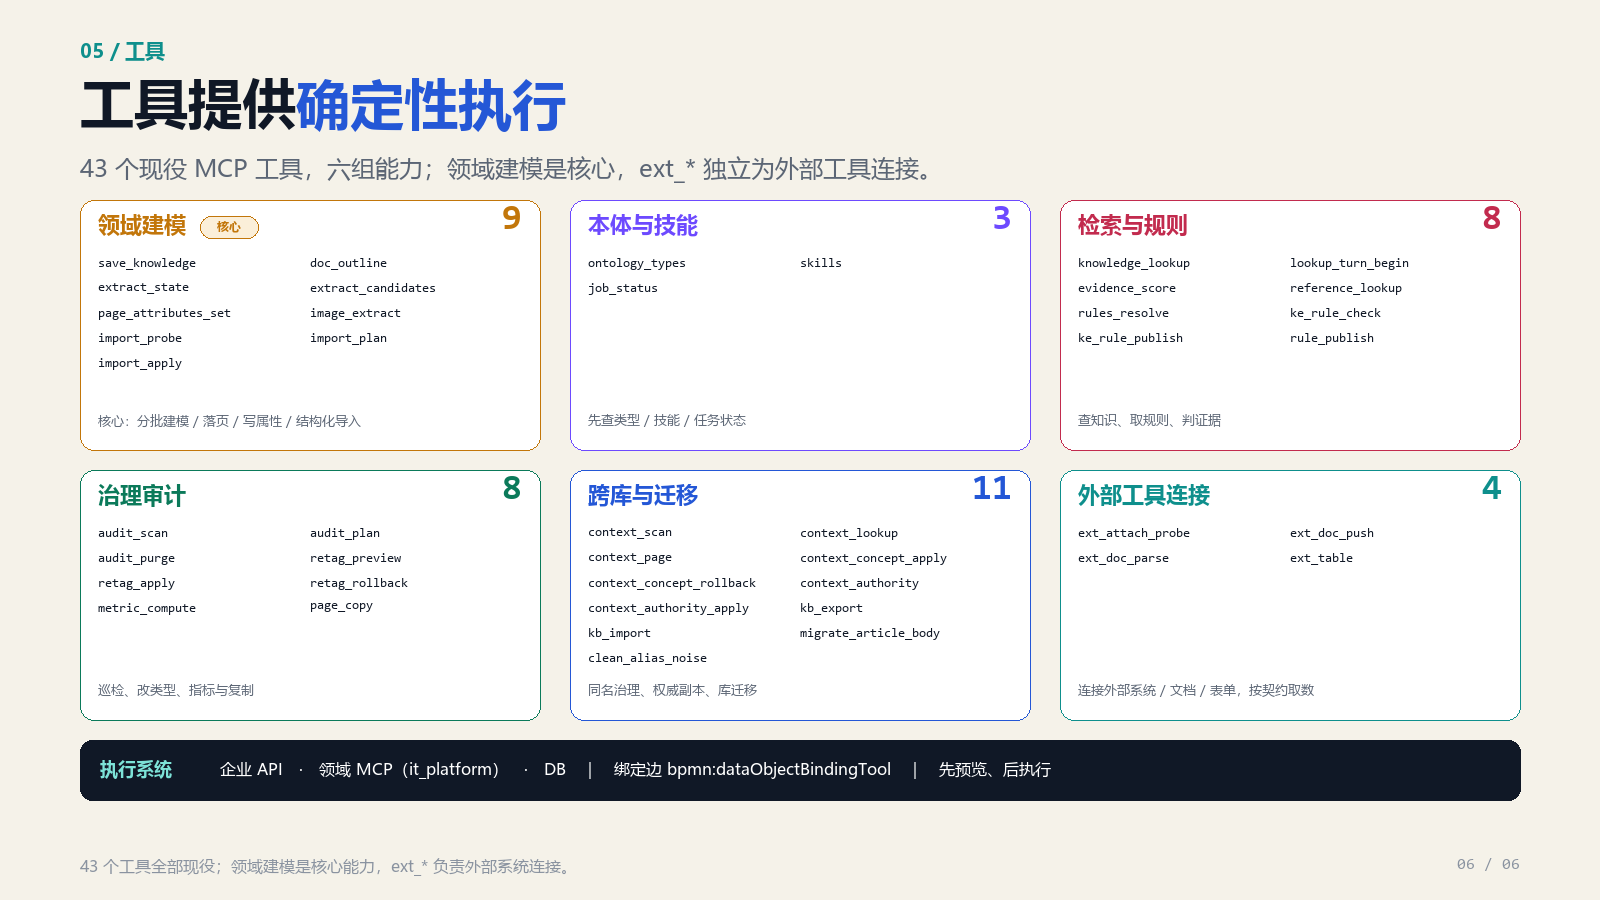 05 / 工具
工具提供确定性执行
43 个现役 MCP 工具，六组能力；领域建模是核心，ext_* 独立为外部工具连接。
领域建模 核心 9
save_knowledge doc_outline
extract_state extract_candidates
page_attributes_set image_extract
import_probe import_plan
import_apply
核心：分批建模 / 落页 / 写属性 / 结构化导入
本体与技能 3
ontology_types skills
job_status
先查类型 / 技能 / 任务状态
检索与规则 8
knowledge_lookup lookup_turn_begin
evidence_score reference_lookup
rules_resolve ke_rule_check
ke_rule_publish rule_publish
查知识、取规则、判证据
治理审计 8
audit_scan audit_plan
audit_purge retag_preview
retag_apply retag_rollback
metric_compute page_copy
巡检、改类型、指标与复制
跨库与迁移 11
context_scan context_lookup
context_page context_concept_apply
context_concept_rollback context_authority
context_authority_apply kb_export
kb_import migrate_article_body
clean_alias_noise
同名治理、权威副本、库迁移
外部工具连接 4
ext_attach_probe ext_doc_push
ext_doc_parse ext_table
连接外部系统 / 文档 / 表单，按契约取数
执行系统 企业 API · 领域 MCP（it_platform） · DB | 绑定边 bpmn:dataObjectBindingTool | 先预览、后执行
43 个工具全部现役；领域建模是核心能力，ext_* 负责外部系统连接。
06 / 06